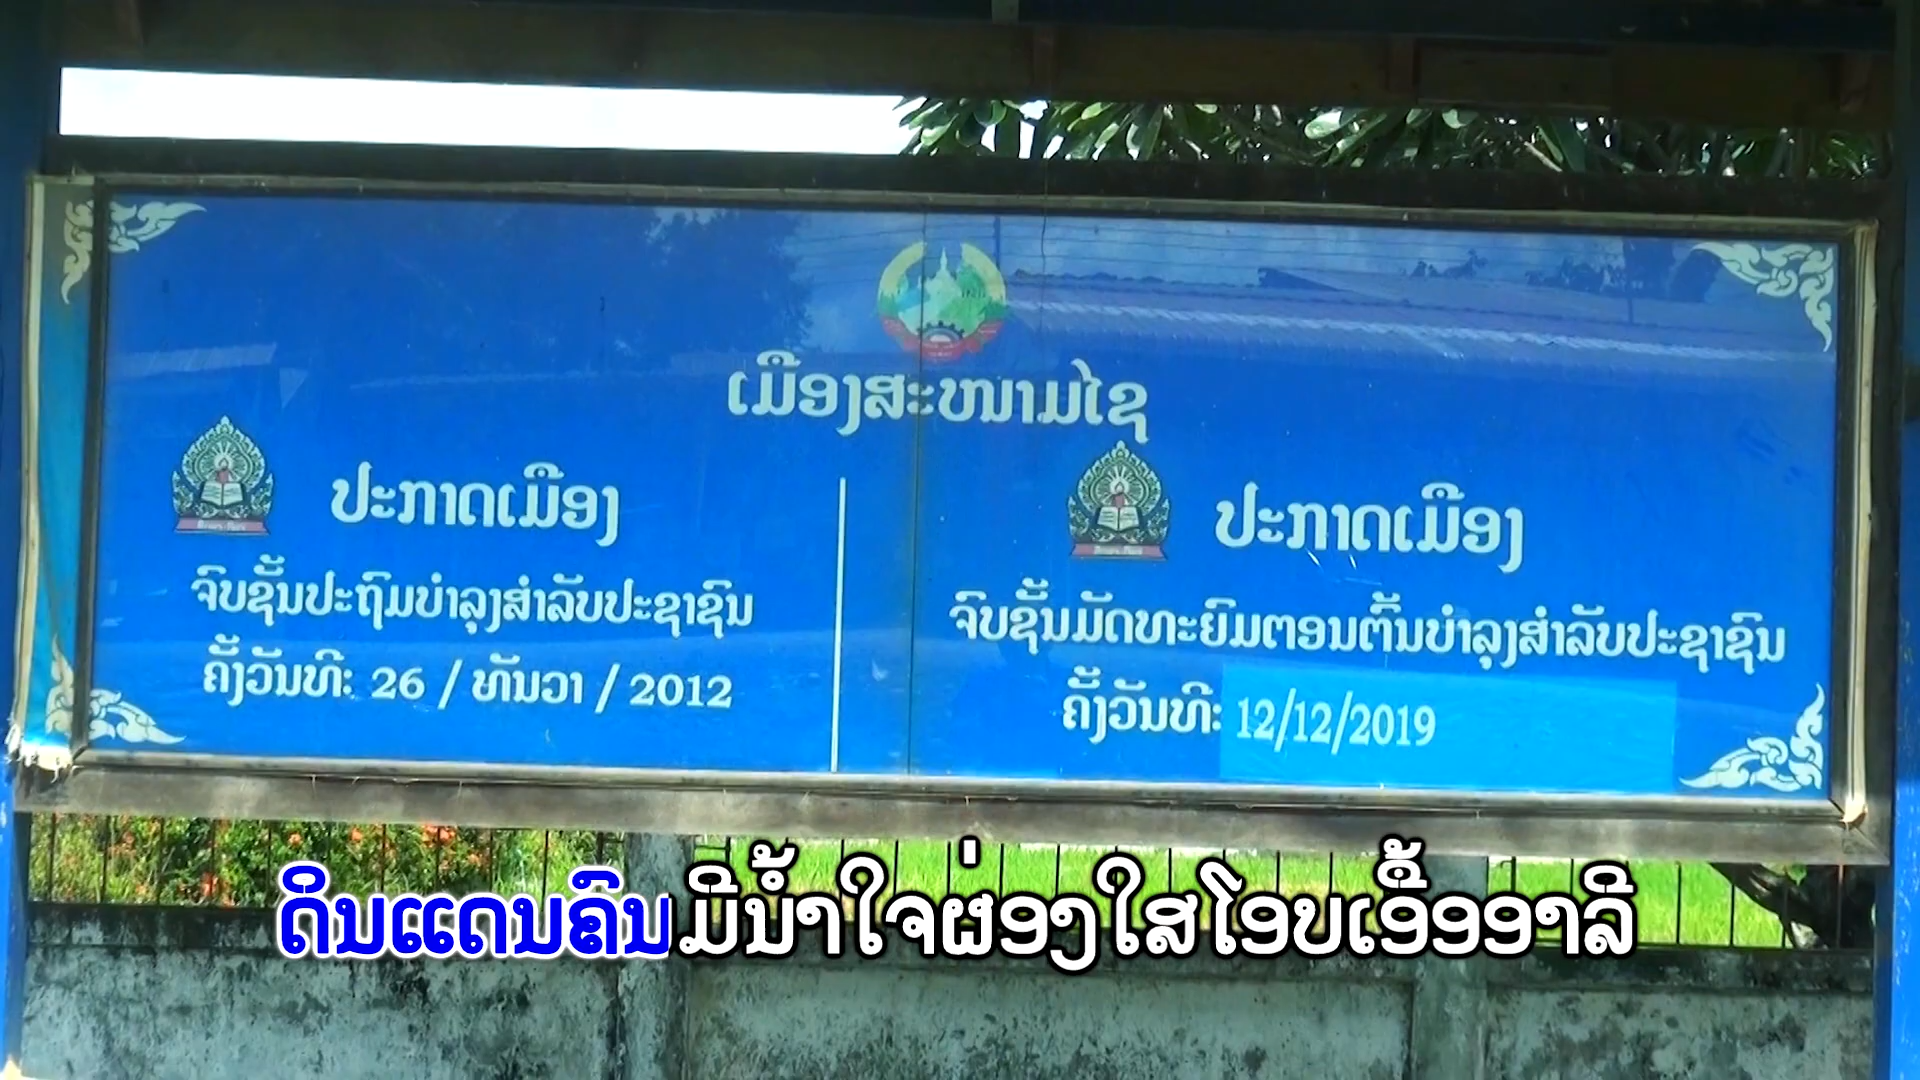 ເມືອງສະໜາມໄຊ
ປະກາດເມືອງ
ຈົບຊັ້ນປະຖົມບຳລຸງສຳລັບປະຊາຊົນ
ຄັ້ງວັນທີ: 26 / ທັນວາ / 2012
ປະກາດເມືອງ
ຈົບຊັ້ນມັດທະຍົມຕອນຕົ້ນບຳລຸງສຳລັບປະຊາຊົນ
ຄັ້ງວັນທີ: 12/12/2019
ດິນແດນຄົນມີນ້ຳໃຈຜ່ອງໃສໂອບເອື້ອອາລີ